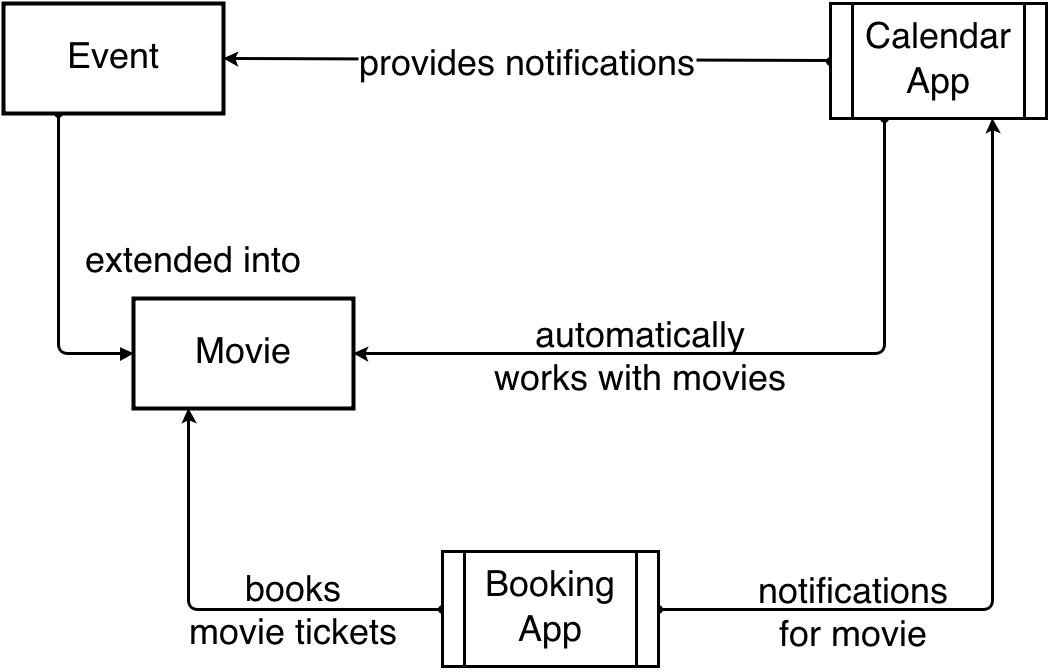 Event
provides notifications
Calendar
App
extended into
Movie
automatically
works with movies
books
movie tickets
Booking
App
notifications
for movie